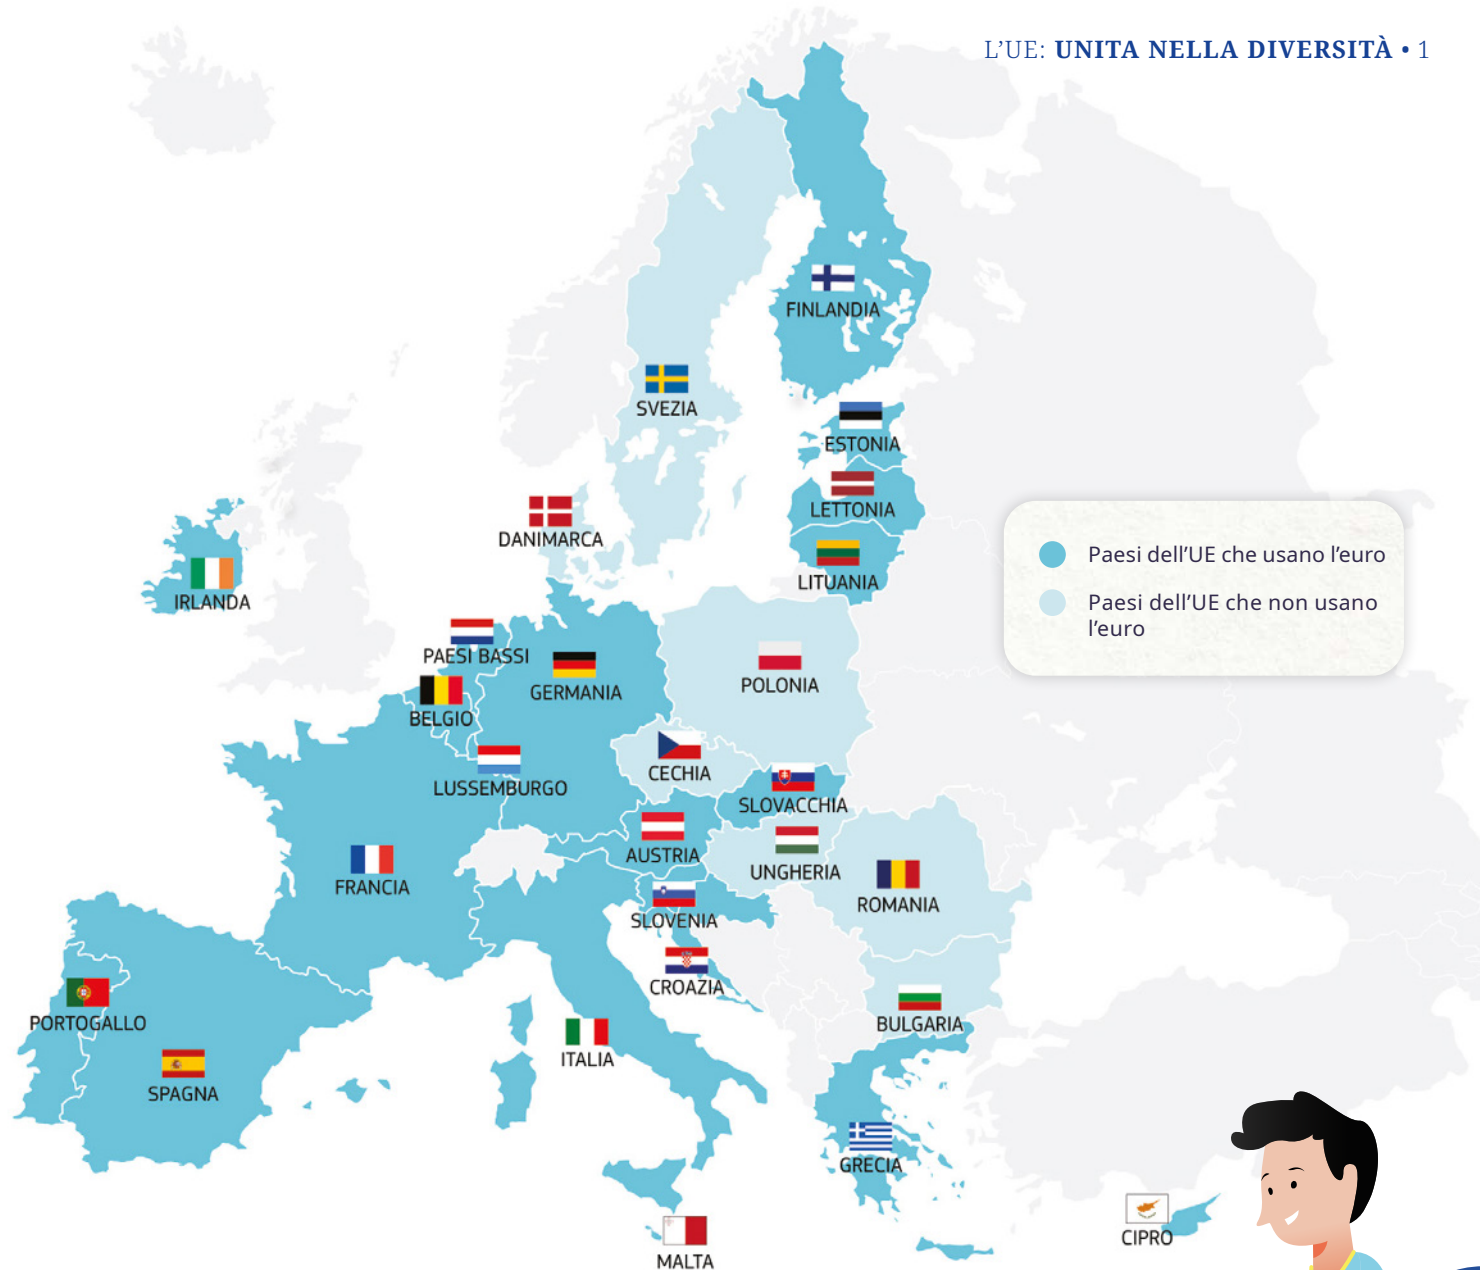 L’UE: UNITA NELLA DIVERSITÀ • 1
FINLANDIA
SVEZIA
ESTONIA
LETTONIA
DANIMARCA
LITUANIA
IRLANDA
Paesi dell’UE che usano l’euro
Paesi dell’UE che non usano
l’euro
PAESI BASSI
GERMANIA
POLONIA
BELGIO
CECHIA
LUSSEMBURGO
SLOVACCHIA
AUSTRIA
UNGHERIA
FRANCIA
ROMANIA
SLOVENIA
CROAZIA
PORTOGALLO
BULGARIA
ITALIA
SPAGNA
GRECIA
CIPRO
MALTA